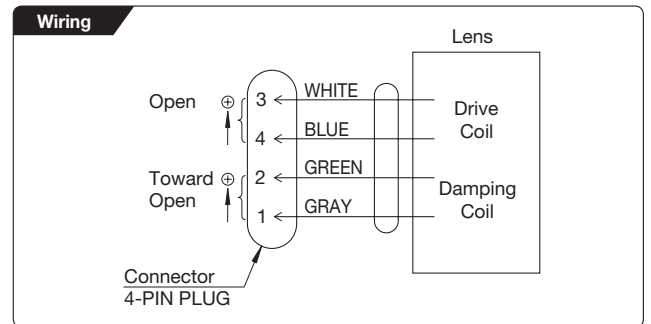 Wiring
Lens
Open ⊕
3 WHITE
4 BLUE
Drive
Coil
Toward ⊕
Open
2 GREEN
1 GRAY
Damping
Coil
Connector
4-PIN PLUG